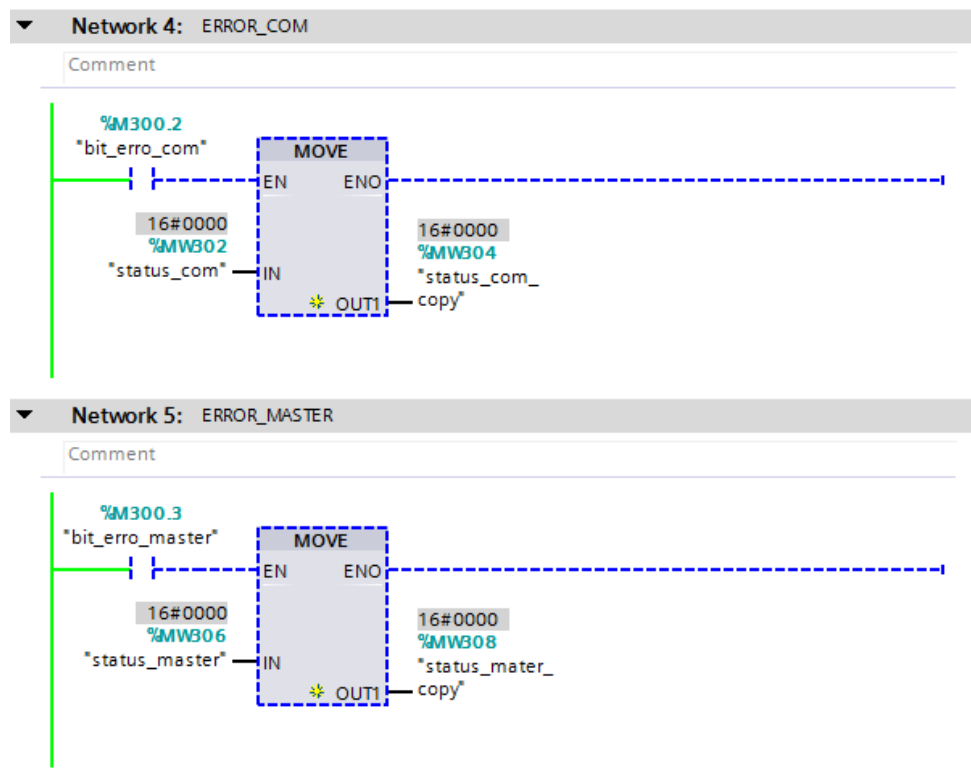 Network 4: ERROR_COM
Comment
%M300.2
"bit_erro_com"
MOVE
EN ENO
16#0000
%MW302
"status_com"
IN
16#0000
%MW304
"status_com_
copy"
OUT1
Network 5: ERROR_MASTER
Comment
%M300.3
"bit_erro_master"
MOVE
EN ENO
16#0000
%MW306
"status_master"
IN
16#0000
%MW308
"status_mater_
copy"
OUT1